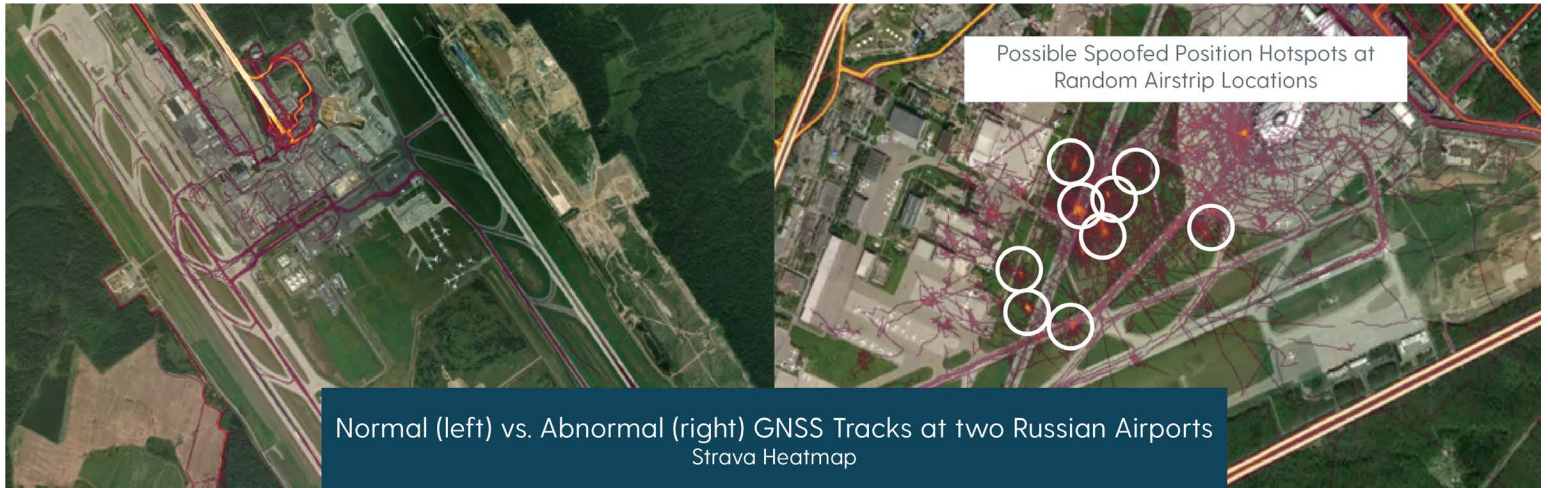 Possible Spoofed Position Hotspots at
Random Airstrip Locations
Normal (left) vs. Abnormal (right) GNSS Tracks at two Russian Airports
Strava Heatmap